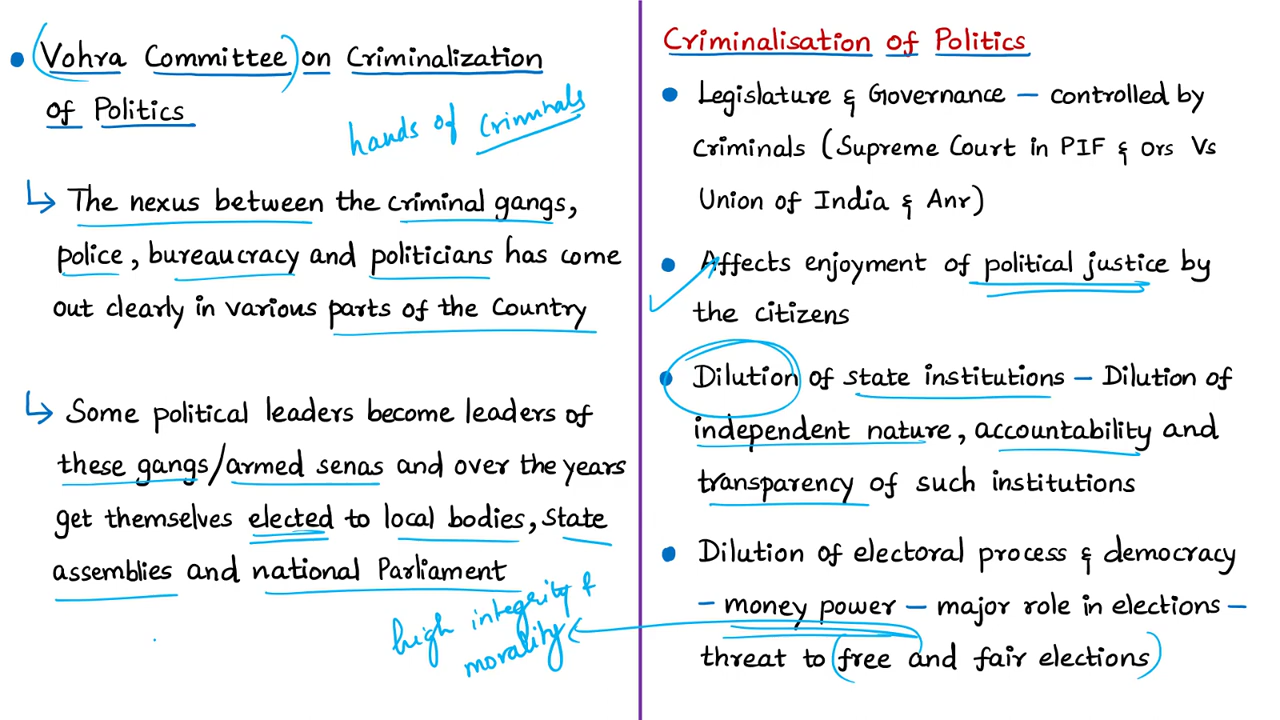 • (Vohra Committee) on Criminalization
of Politics
hands of criminals
↳ The nexus between the criminal gangs,
police, bureaucracy and politicians has come
out clearly in various parts of the Country
↳ Some political leaders become leaders of
these gangs/armed senas and over the years
get themselves elected to local bodies, State
assemblies and national Parliament
high integrity &
morality
Criminalisation of Politics
• Legislature & Governance – controlled by
Criminals (Supreme Court in PIF & Ors Vs
Union of India & Anr)
• Affects enjoyment of political justice by
the citizens
• Dilution of state institutions – Dilution of
independent nature, accountability and
transparency of such institutions
• Dilution of electoral process & democracy
– money power – major role in elections –
threat to (free and fair elections)